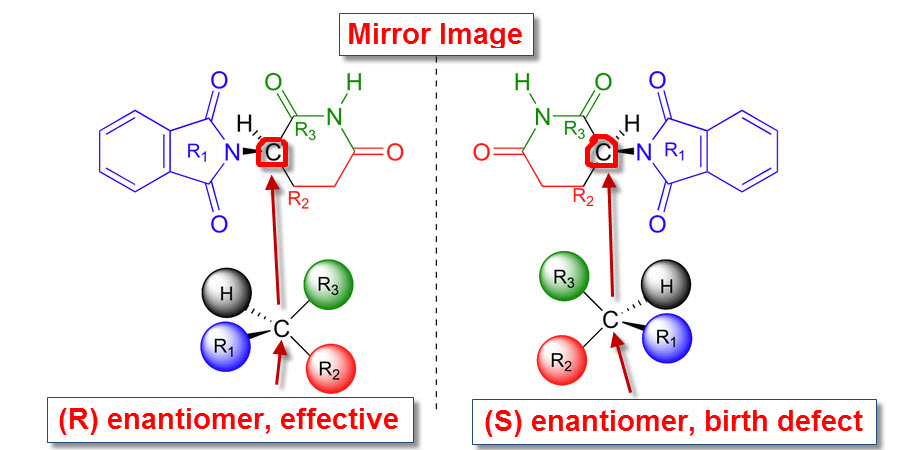 Mirror Image
O H O
H N
R3
R1 N C O
O R2
H O O
N H
R3
O C N R1
R2 O
H R3
C
R1 R2
R3 H
C
R2 R1
(R) enantiomer, effective
(S) enantiomer, birth defect